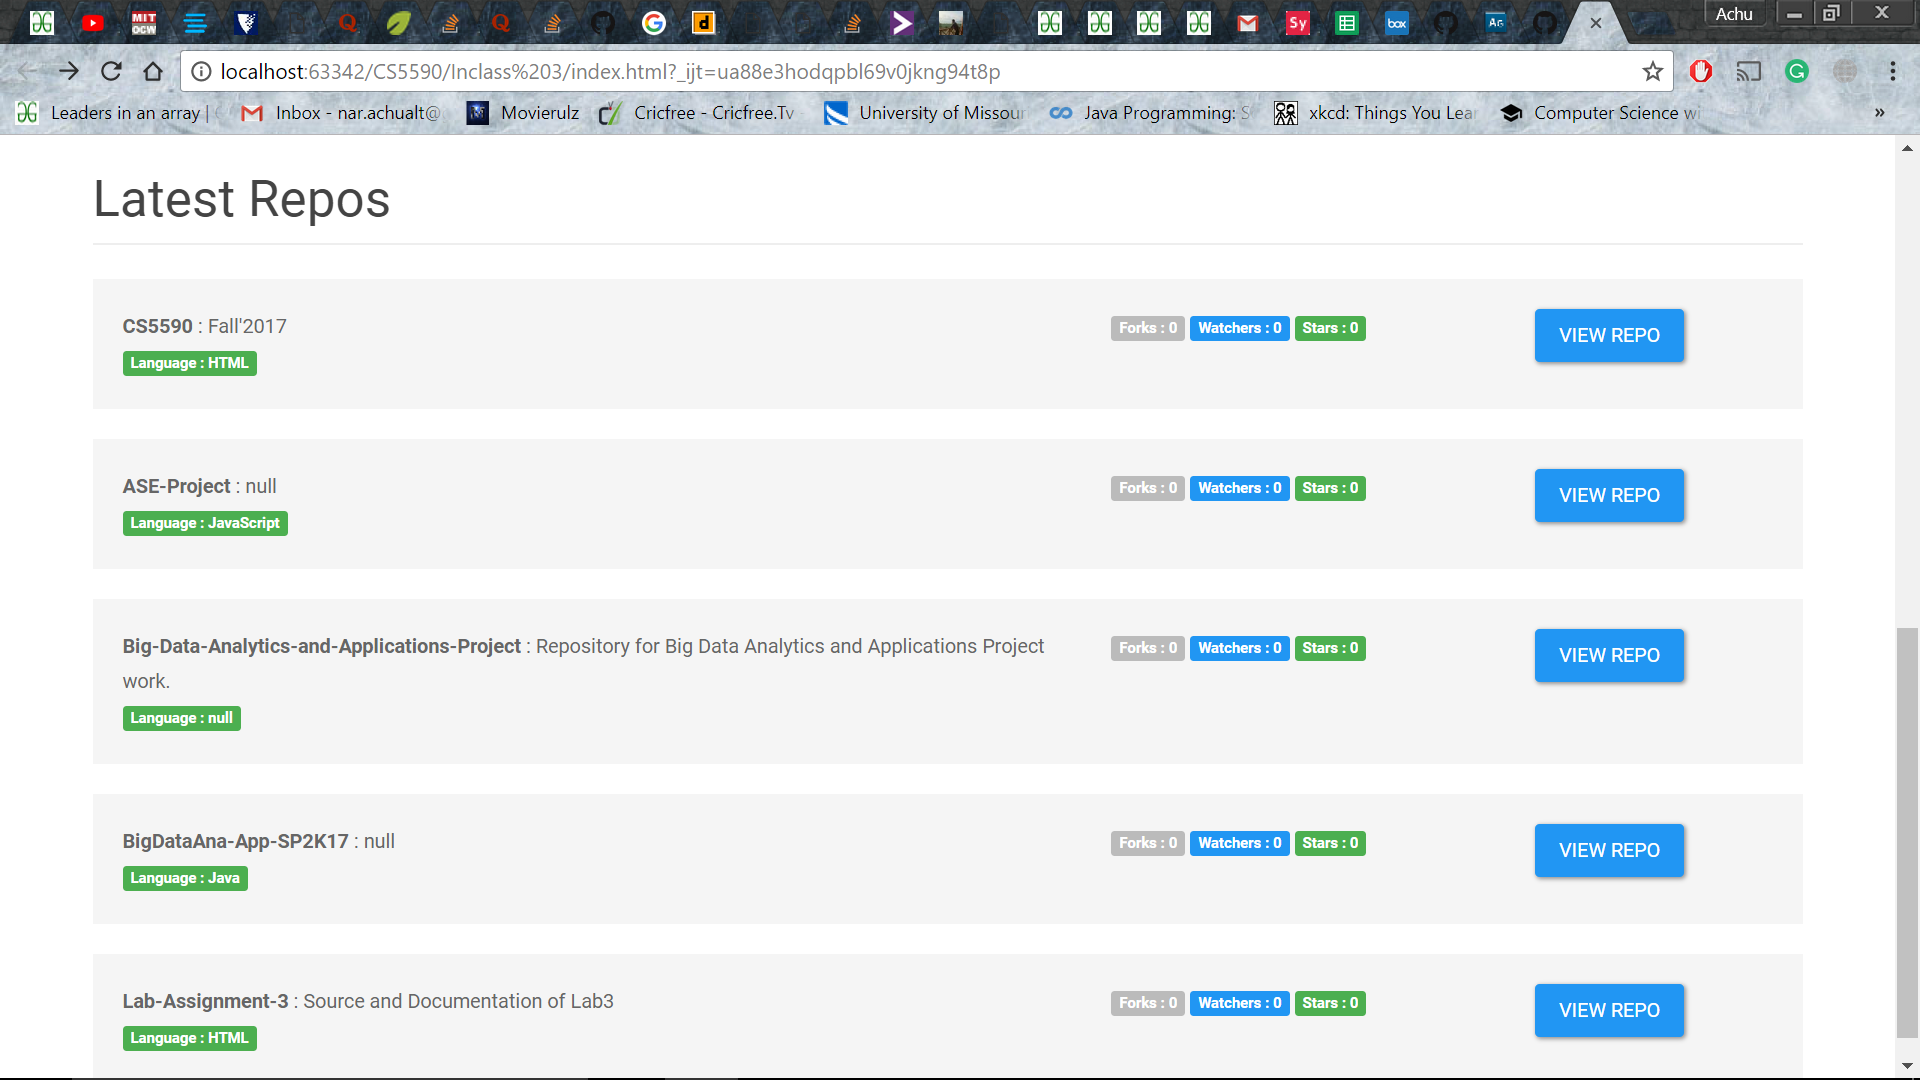 MIT
OCW
Sy
box
Achu
localhost:63342/CS5590/Inclass%203/index.html?_ijt=ua88e3hodqpbl69v0jkng94t8p
Leaders in an array | Inbox - nar.achualt@ Movierulz Cricfree - Cricfree.Tv University of Missour Java Programming: S xkcd: Things You Lear Computer Science wi »
Latest Repos
CS5590 : Fall'2017
Forks : 0 Watchers : 0 Stars : 0
VIEW REPO
Language : HTML
ASE-Project : null
Forks : 0 Watchers : 0 Stars : 0
VIEW REPO
Language : JavaScript
Big-Data-Analytics-and-Applications-Project : Repository for Big Data Analytics and Applications Project
work.
Forks : 0 Watchers : 0 Stars : 0
VIEW REPO
Language : null
BigDataAna-App-SP2K17 : null
Forks : 0 Watchers : 0 Stars : 0
VIEW REPO
Language : Java
Lab-Assignment-3 : Source and Documentation of Lab3
Forks : 0 Watchers : 0 Stars : 0
VIEW REPO
Language : HTML